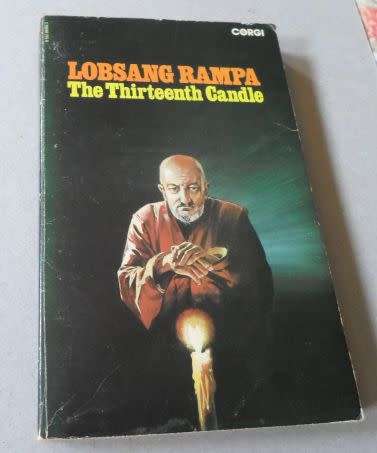 CORGI
LOBSANG RAMPA
The Thirteenth Candle